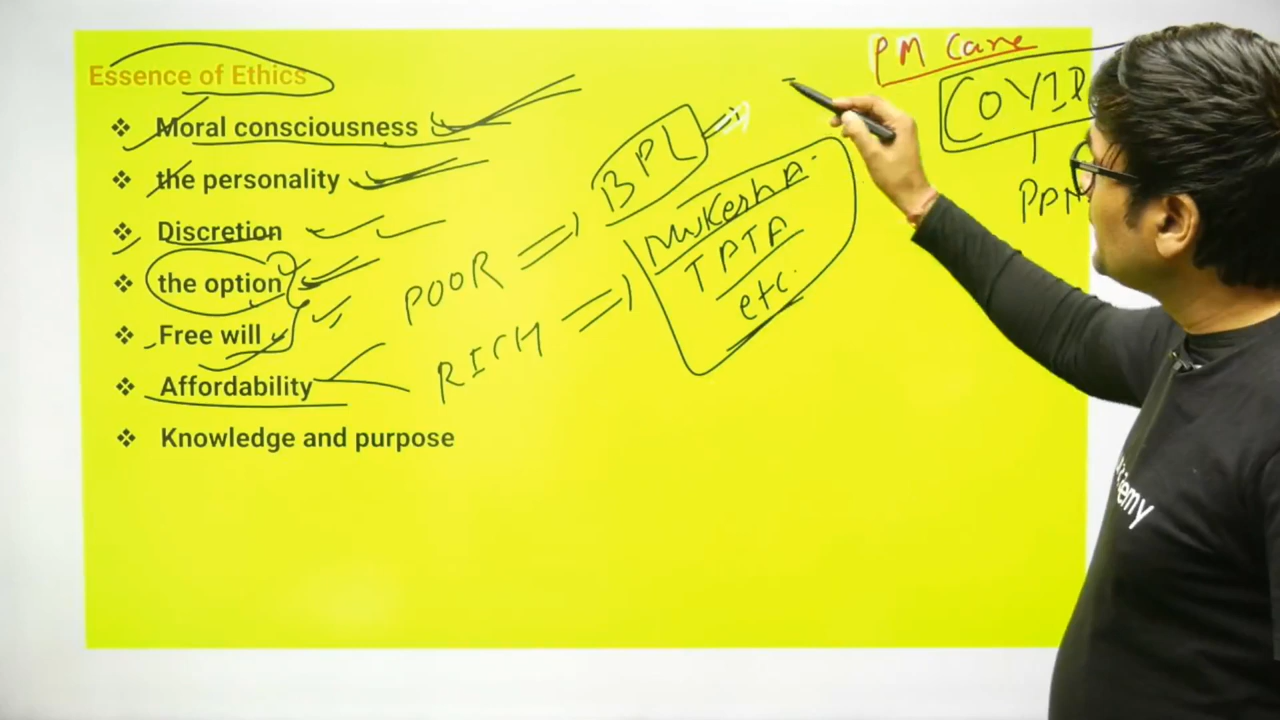 Essence of Ethics
❖ Moral consciousness
❖ the personality
❖ Discretion
❖ the option
❖ Free will
❖ Affordability
❖ Knowledge and purpose
POOR
BPL
RICH
Mukesh A.
TATA
etc.
PM Care
COVID
demy